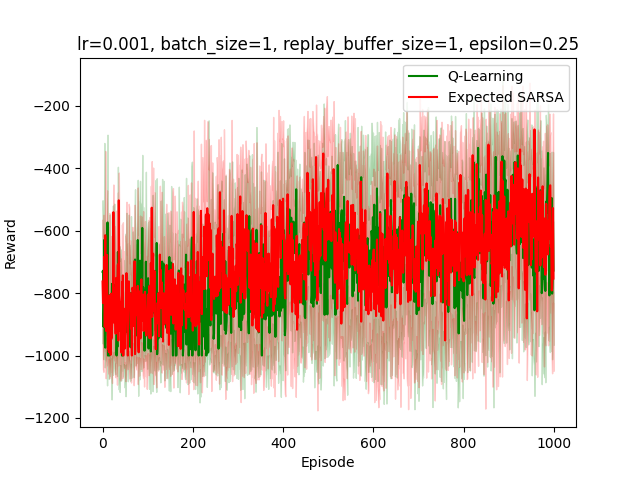 lr=0.001, batch_size=1, replay_buffer_size=1, epsilon=0.25
Q-Learning
Expected SARSA
Reward
−200
−400
−600
−800
−1000
−1200
0 200 400 600 800 1000
Episode